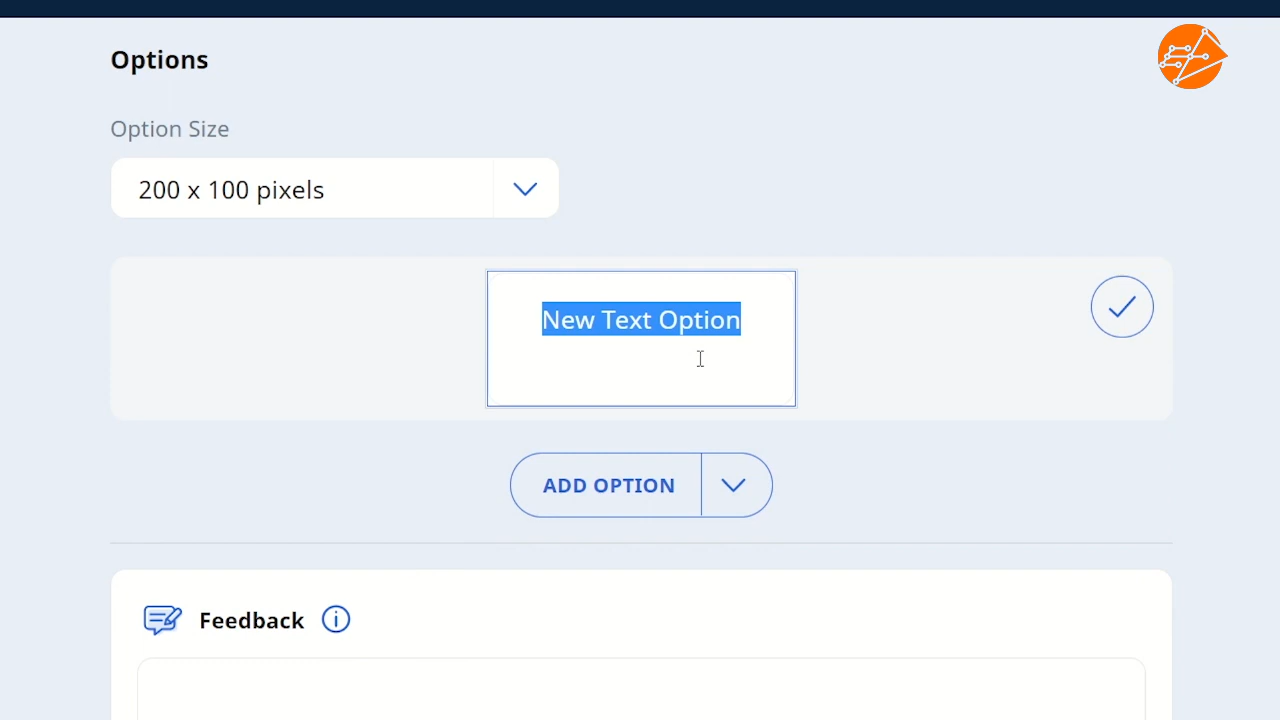 Options
Option Size
200 x 100 pixels
New Text Option
ADD OPTION
Feedback